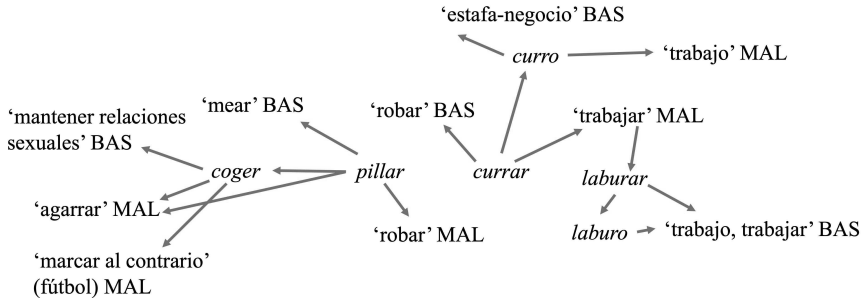 ‘estafa-negocio’ BAS
curro
‘trabajo’ MAL
‘mantener relaciones
sexuales’ BAS
‘mear’ BAS
‘robar’ BAS
‘trabajar’ MAL
coger
pillar
currar
laburar
‘agarrar’ MAL
‘robar’ MAL
laburo
‘trabajo, trabajar’ BAS
‘marcar al contrario’
(fútbol) MAL